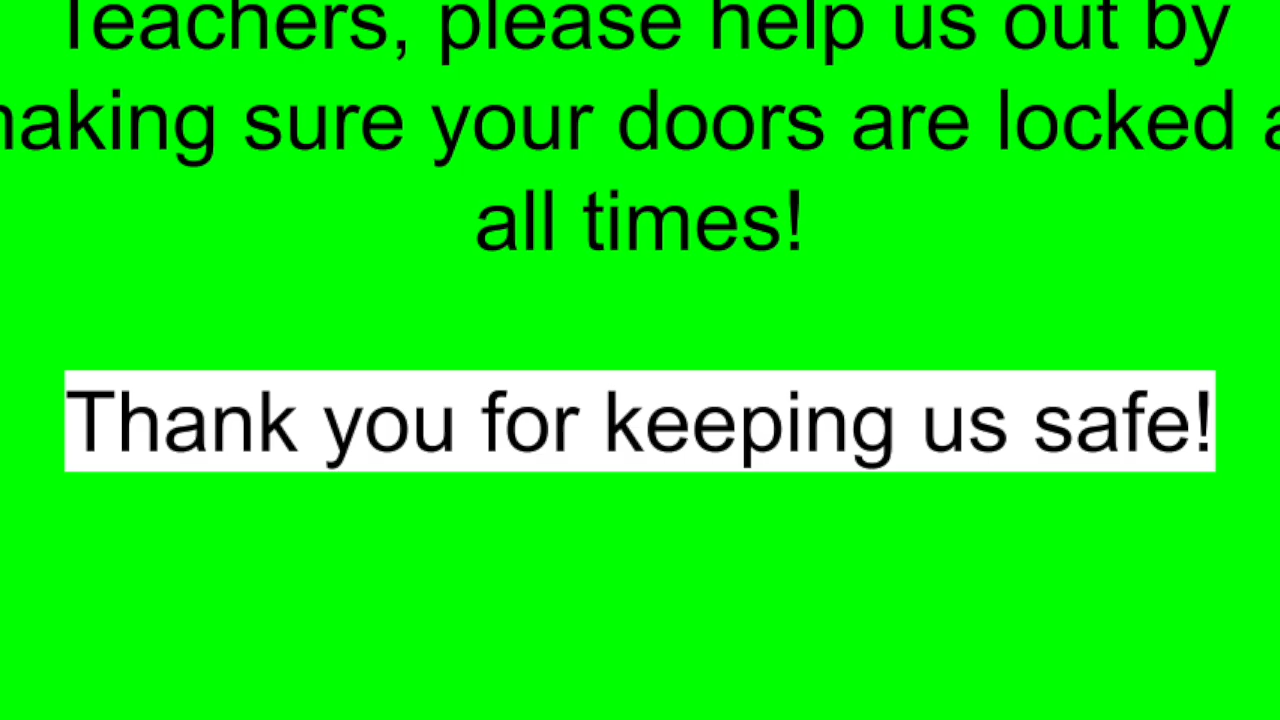 Teachers, please help us out by
making sure your doors are locked a
all times!
Thank you for keeping us safe!